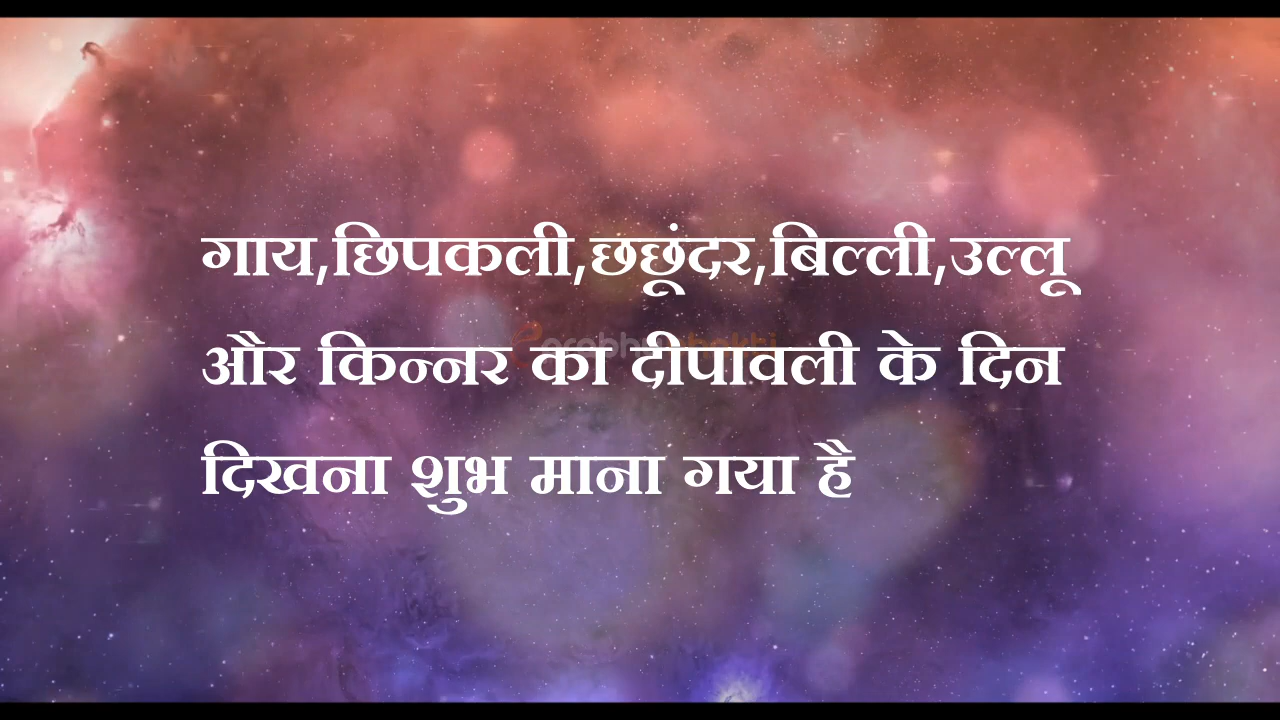 गाय,छिपकली,छछूंदर,बिल्ली,उल्लू
और किन्नर का दीपावली के दिन
दिखना शुभ माना गया है